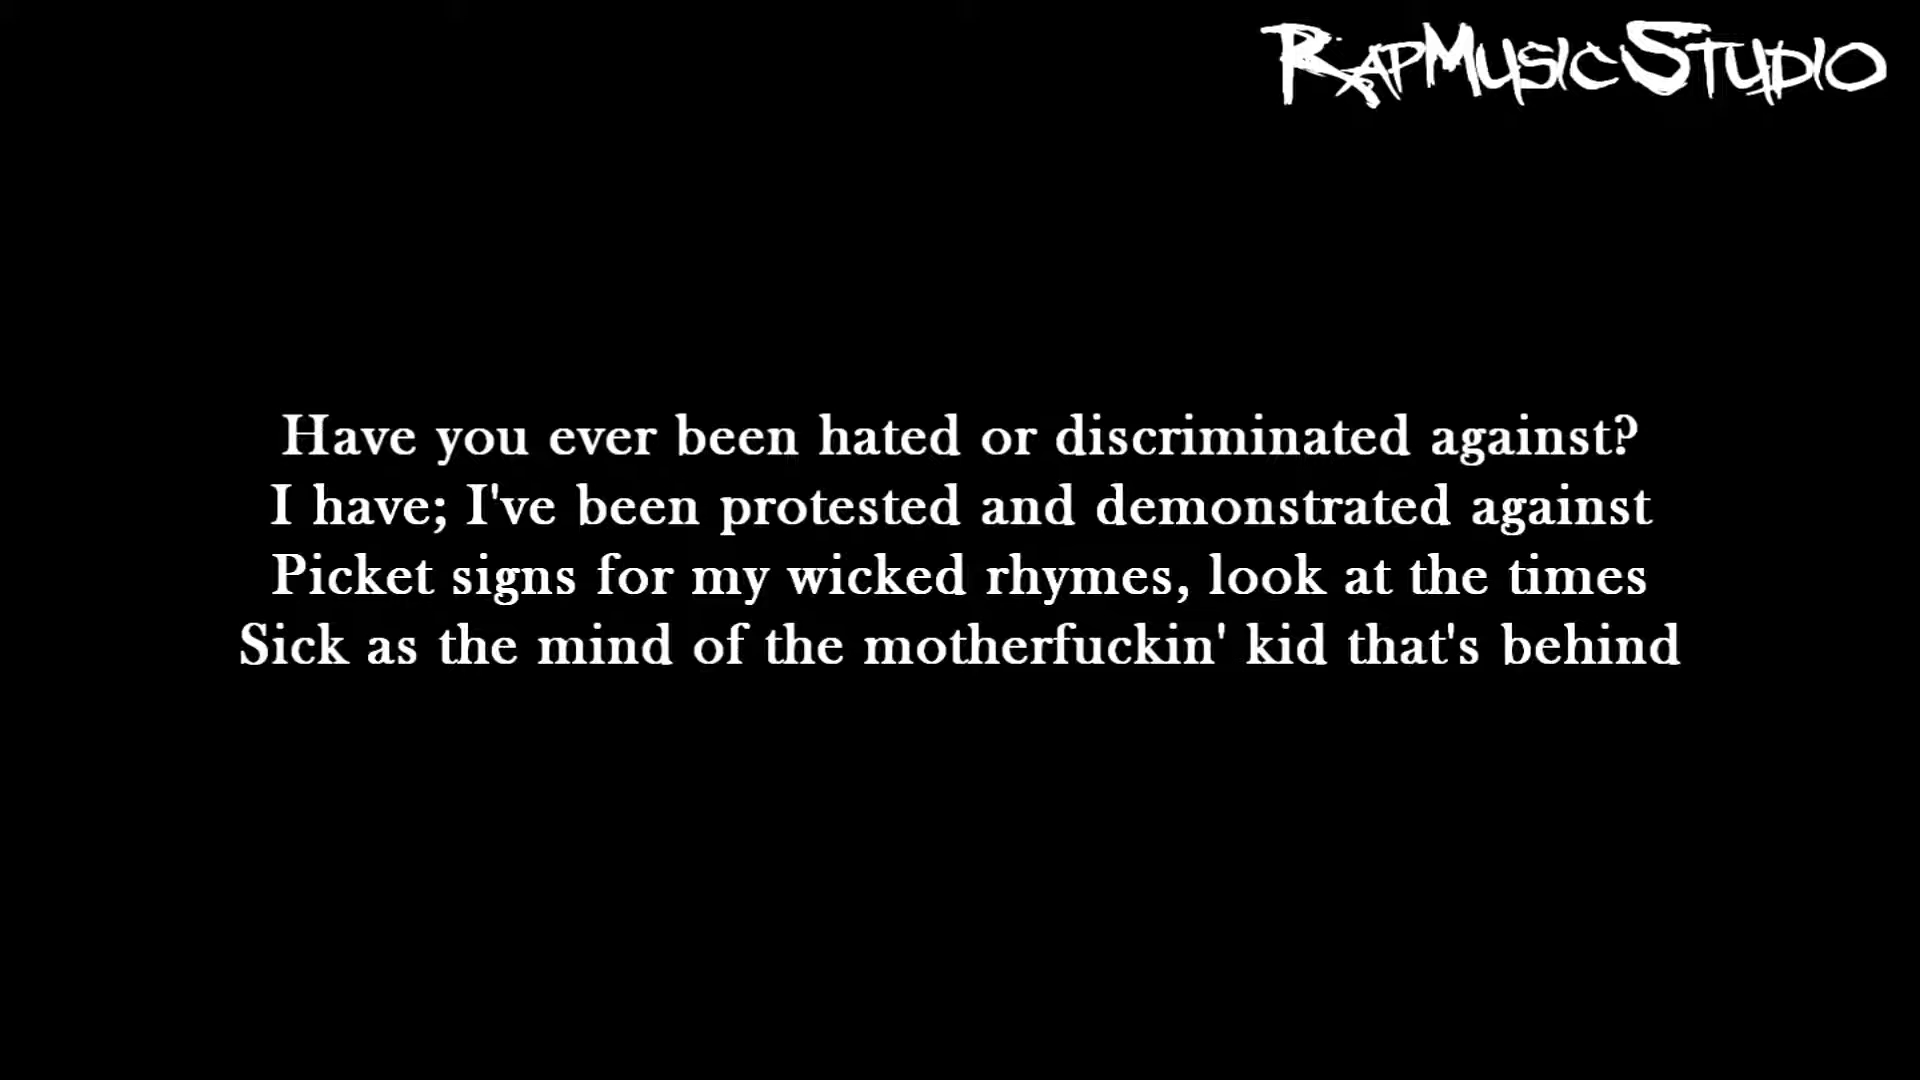 RapMusicStudio
Have you ever been hated or discriminated against?
I have; I've been protested and demonstrated against
Picket signs for my wicked rhymes, look at the times
Sick as the mind of the motherfuckin' kid that's behind